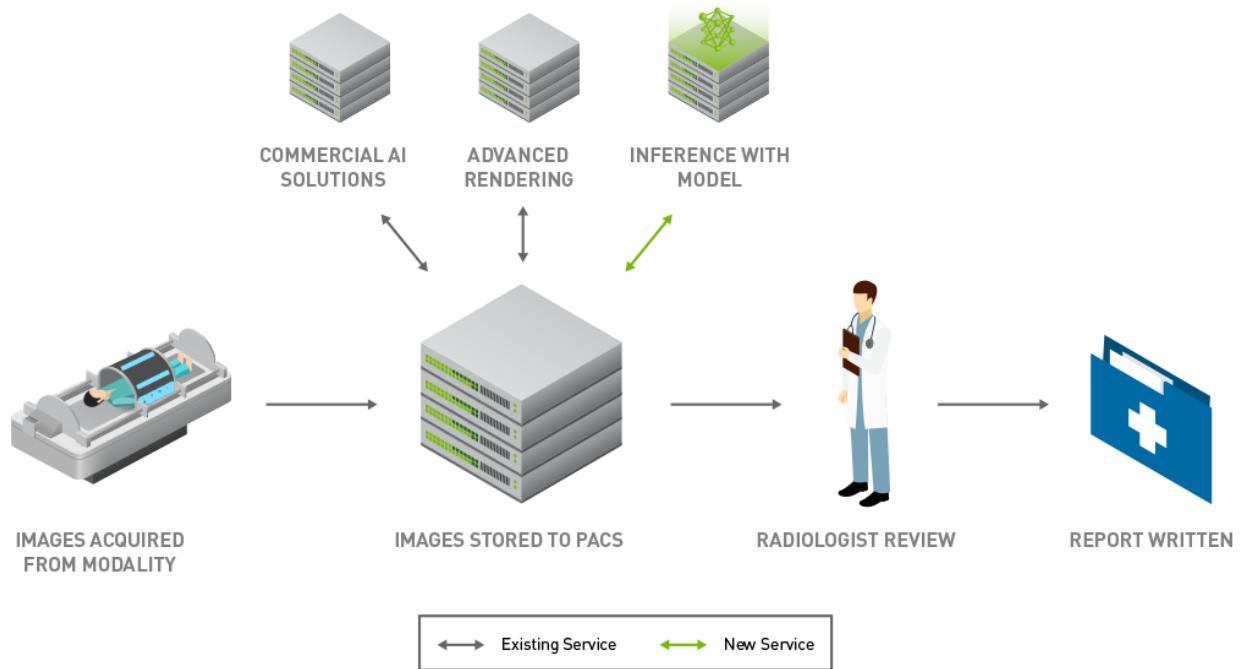 COMMERCIAL AI
SOLUTIONS
ADVANCED
RENDERING
INFERENCE WITH
MODEL
IMAGES ACQUIRED
FROM MODALITY
IMAGES STORED TO PACS
RADIOLOGIST REVIEW
REPORT WRITTEN
Existing Service
New Service